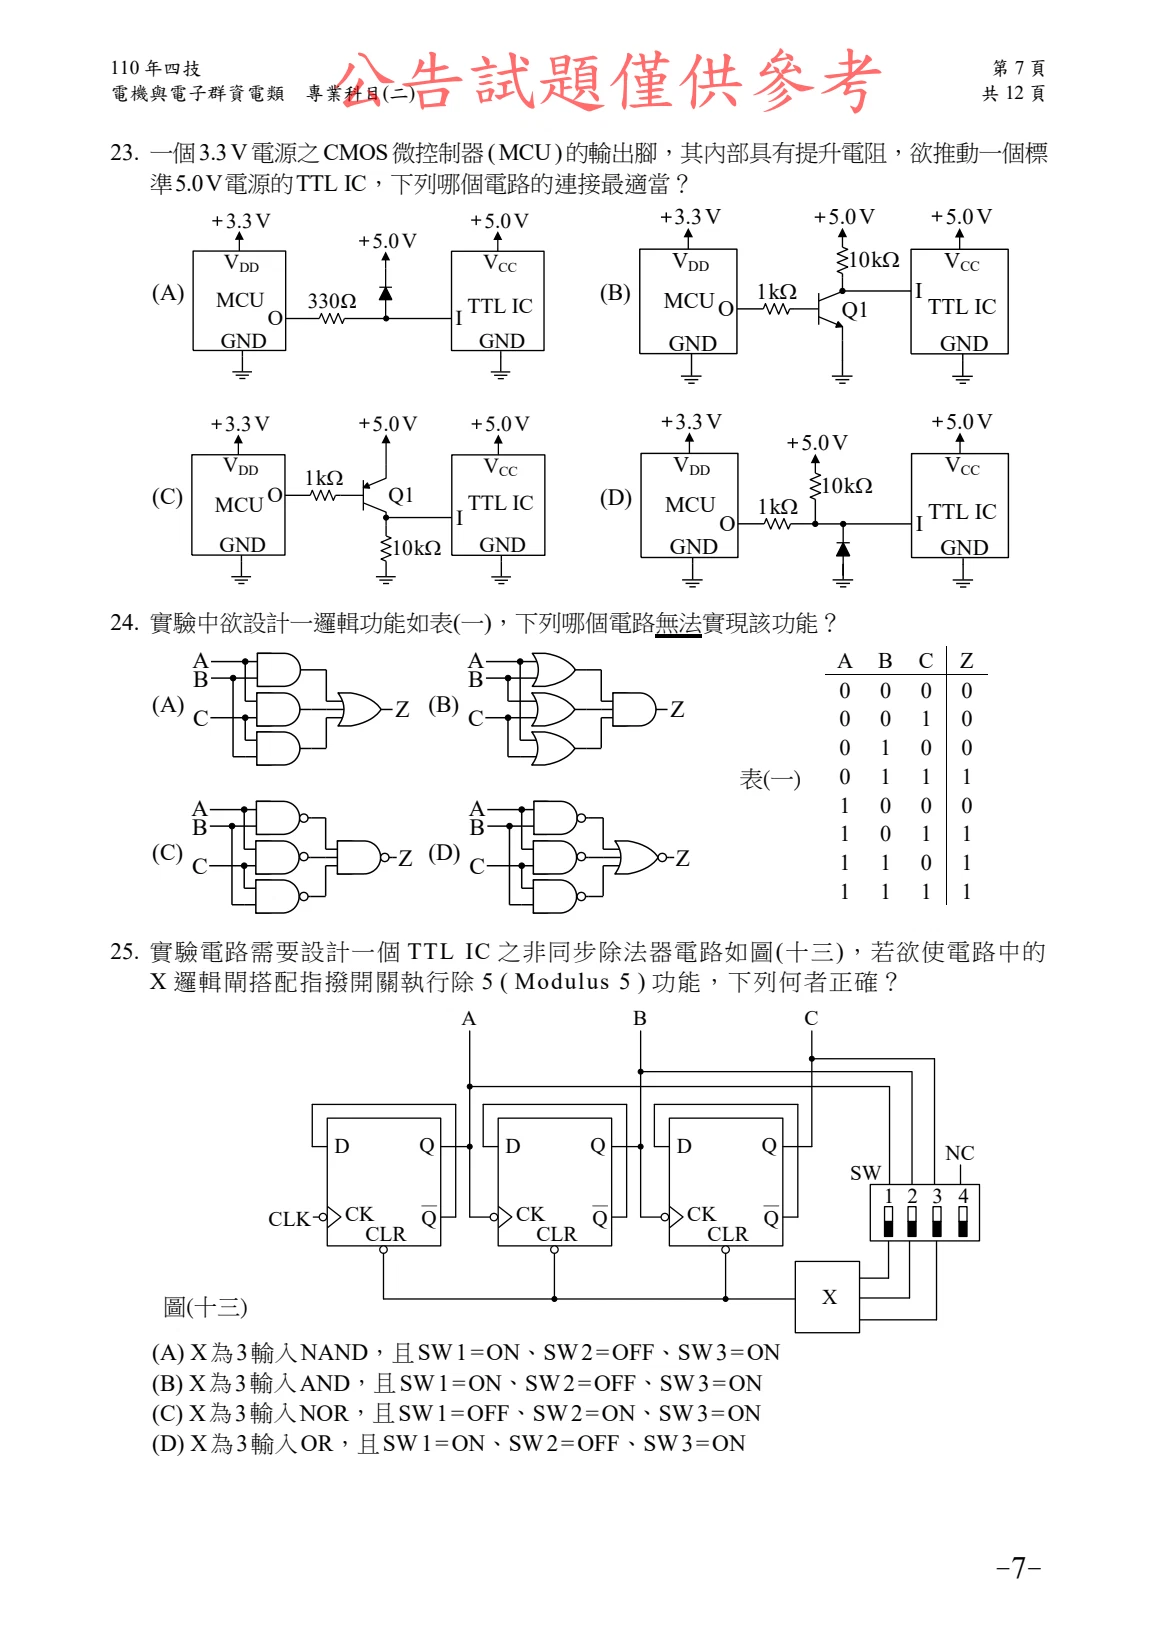 110 年四技
電機與電子群資電類　專業科目(二)
公告試題僅供參考
第 7 頁
共 12 頁
23. 一個3.3V電源之CMOS微控制器(MCU)的輸出腳，其內部具有提升電阻，欲推動一個標
準5.0V電源的TTL IC，下列哪個電路的連接最適當？
(A)
+3.3V
VDD
MCU
O
GND
330Ω
+5.0V
+5.0V
VCC
TTL IC
I
GND
(B)
+3.3V
VDD
MCU
O
GND
1kΩ
+5.0V
10kΩ
Q1
+5.0V
VCC
I
TTL IC
GND
(C)
+3.3V
VDD
MCU
O
GND
1kΩ
+5.0V
Q1
10kΩ
+5.0V
VCC
TTL IC
I
GND
(D)
+3.3V
VDD
MCU
O
GND
1kΩ
+5.0V
10kΩ
+5.0V
VCC
TTL IC
I
GND
24. 實驗中欲設計一邏輯功能如表(一)，下列哪個電路無法實現該功能？
(A)
A
B
C
Z
(B)
A
B
C
Z
(C)
A
B
C
Z
(D)
A
B
C
Z
表(一)
A B C Z
0 0 0 0
0 0 1 0
0 1 0 0
0 1 1 1
1 0 0 0
1 0 1 1
1 1 0 1
1 1 1 1
25. 實驗電路需要設計一個 TTL IC 之非同步除法器電路如圖(十三)，若欲使電路中的
X 邏輯閘搭配指撥開關執行除 5 ( Modulus 5 ) 功能，下列何者正確？
A B C
D Q
CK Q̅
CLR
D Q
CK Q̅
CLR
D Q
CK Q̅
CLR
CLK
SW
NC
1 2 3 4
X
圖(十三)
(A) X為3輸入NAND，且SW1=ON、SW2=OFF、SW3=ON
(B) X為3輸入AND，且SW1=ON、SW2=OFF、SW3=ON
(C) X為3輸入NOR，且SW1=OFF、SW2=ON、SW3=ON
(D) X為3輸入OR，且SW1=ON、SW2=OFF、SW3=ON
-7-